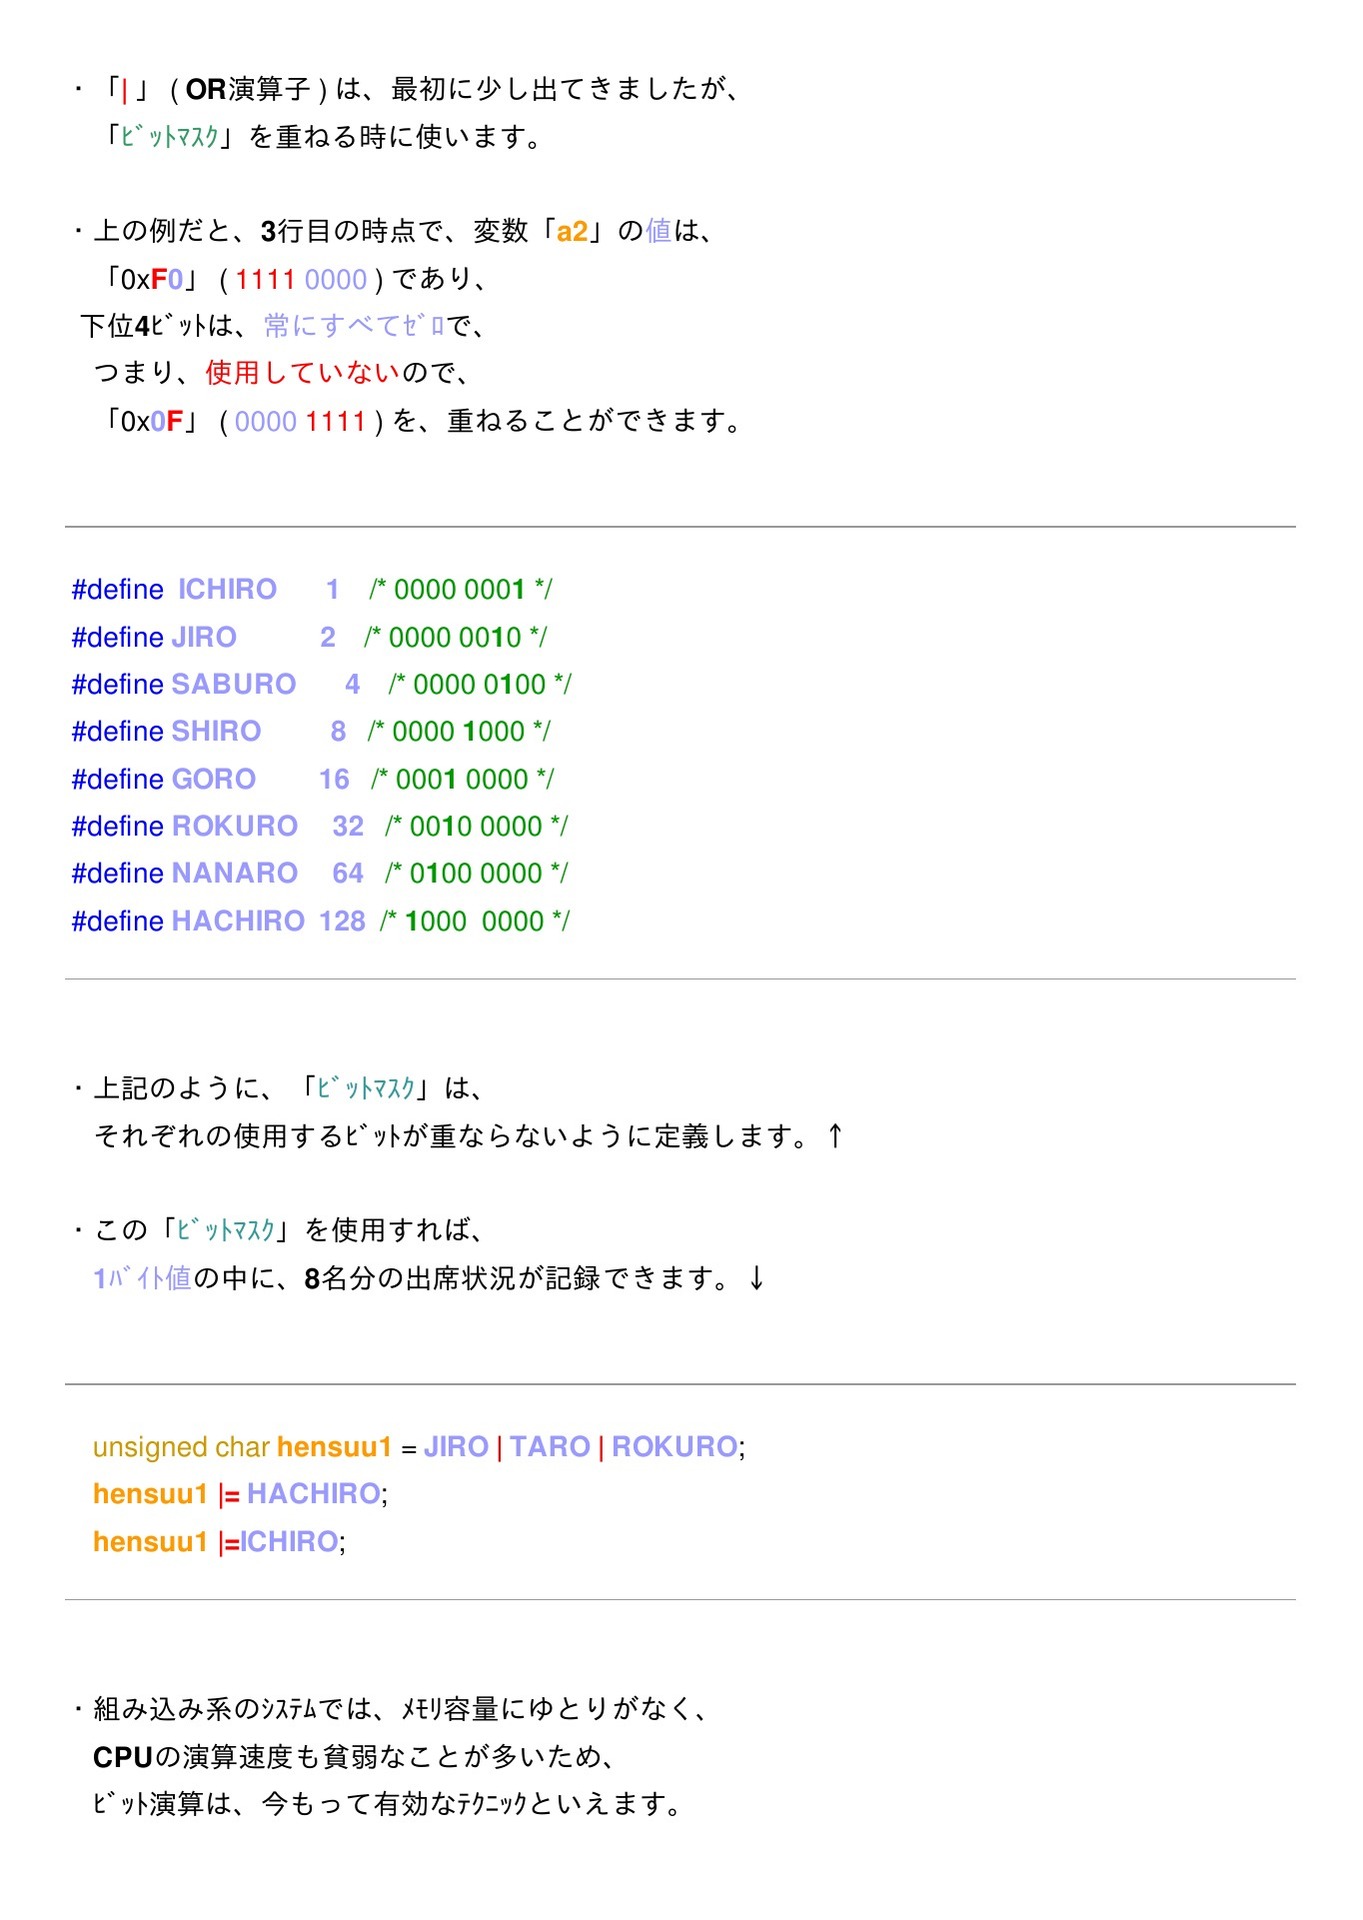 ・「|」 ( OR演算子 ) は、最初に少し出てきましたが、
「ﾋﾞｯﾄﾏｽｸ」を重ねる時に使います。
・上の例だと、3行目の時点で、変数「a2」の値は、
「0xF0」 ( 1111 0000 ) であり、
下位4ﾋﾞｯﾄは、常にすべてｾﾞﾛで、
つまり、使用していないので、
「0x0F」 ( 0000 1111 ) を、重ねることができます。
#define ICHIRO 1 /* 0000 0001 */
#define JIRO 2 /* 0000 0010 */
#define SABURO 4 /* 0000 0100 */
#define SHIRO 8 /* 0000 1000 */
#define GORO 16 /* 0001 0000 */
#define ROKURO 32 /* 0010 0000 */
#define NANARO 64 /* 0100 0000 */
#define HACHIRO 128 /* 1000 0000 */
・上記のように、「ﾋﾞｯﾄﾏｽｸ」は、
それぞれの使用するﾋﾞｯﾄが重ならないように定義します。↑
・この「ﾋﾞｯﾄﾏｽｸ」を使用すれば、
1ﾊﾞｲﾄ値の中に、8名分の出席状況が記録できます。↓
unsigned char hensuu1 = JIRO | TARO | ROKURO;
hensuu1 |= HACHIRO;
hensuu1 |=ICHIRO;
・組み込み系のｼｽﾃﾑでは、ﾒﾓﾘ容量にゆとりがなく、
CPUの演算速度も貧弱なことが多いため、
ﾋﾞｯﾄ演算は、今もって有効なﾃｸﾆｯｸといえます。